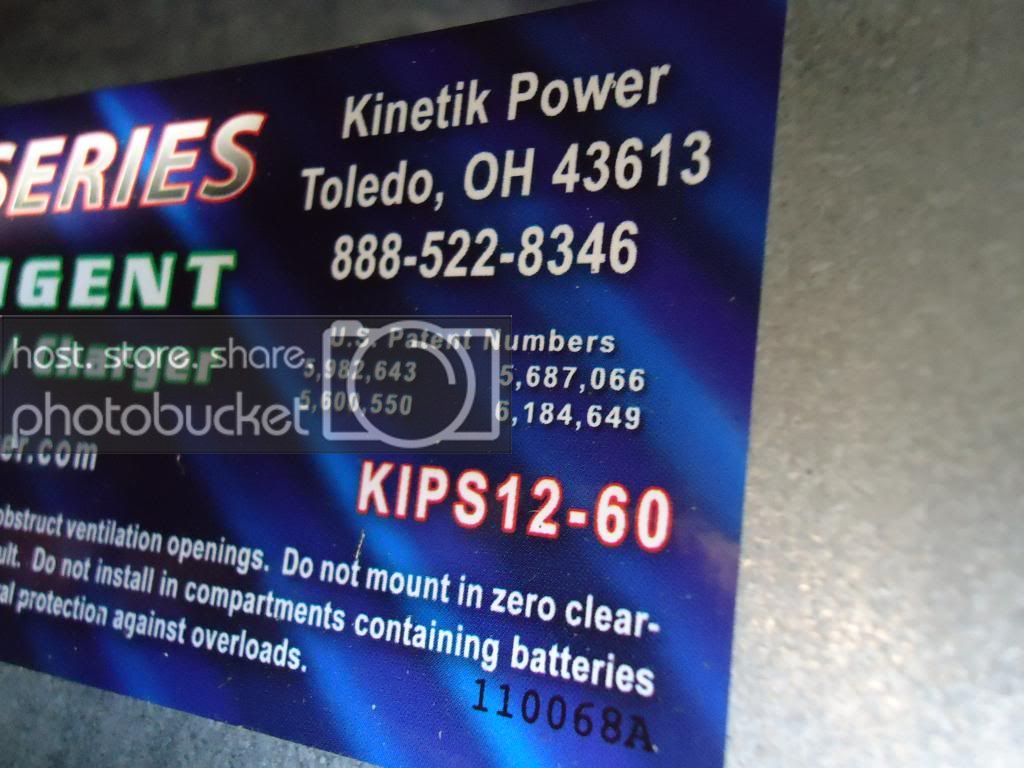 SERIES
IGENT
/ Charger
er.com
Kinetik Power
Toledo, OH 43613
888-522-8346
U.S. Patent Numbers
5,982,643 5,687,066
5,600,550 6,184,649
KIPS12-60
obstruct ventilation openings. Do not mount in zero clear-
ult. Do not install in compartments containing batteries
al protection against overloads.
110068A
host. store. share.
photobucket